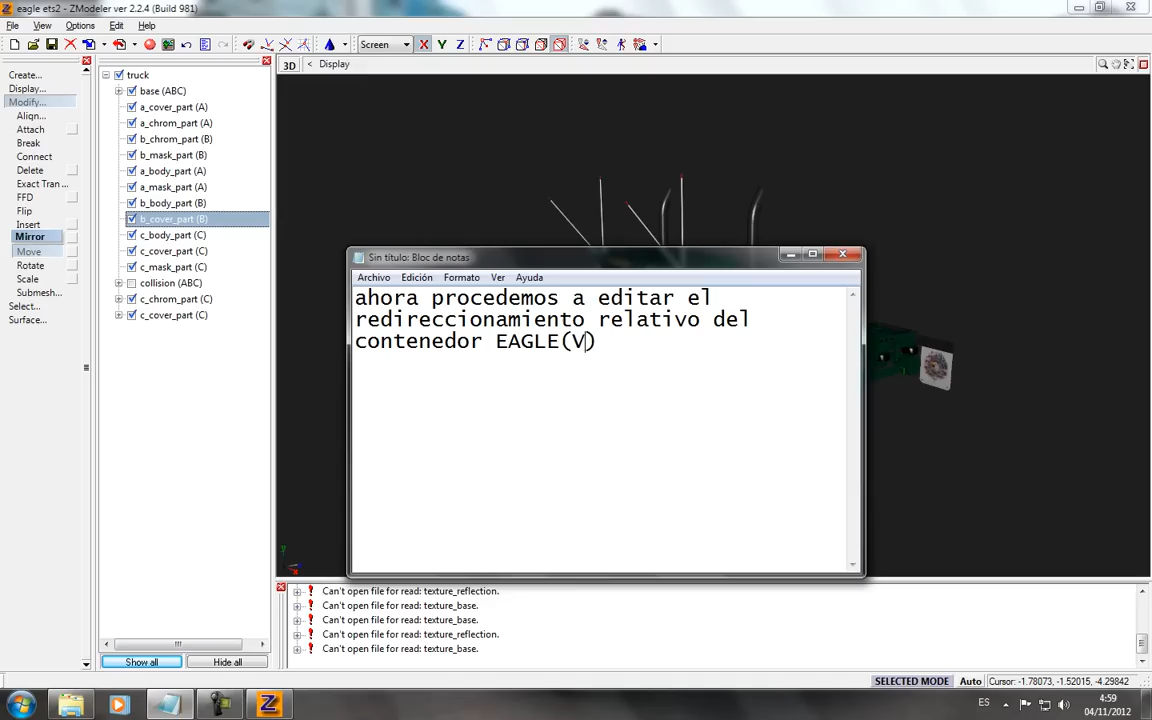 eagle ets2 - ZModeler ver 2.2.4 (Build 981)
File View Options Edit Help
Screen X Y Z
Create...
Display...
Modify...
Align...
Attach
Break
Connect
Delete
Exact Tran ...
FFD
Flip
Insert
Mirror
Move
Rotate
Scale
Submesh...
Select...
Surface...
truck
base (ABC)
a_cover_part (A)
a_chrom_part (A)
b_chrom_part (B)
b_mask_part (B)
a_body_part (A)
a_mask_part (A)
b_body_part (B)
b_cover_part (B)
c_body_part (C)
c_cover_part (C)
c_mask_part (C)
collision (ABC)
c_chrom_part (C)
c_cover_part (C)
Show all Hide all
3D < Display
Sin título: Bloc de notas
Archivo Edición Formato Ver Ayuda
ahora procedemos a editar el
redireccionamiento relativo del
contenedor EAGLE(V)
y
Can't open file for read: texture_reflection.
Can't open file for read: texture_base.
Can't open file for read: texture_base.
Can't open file for read: texture_reflection.
Can't open file for read: texture_base.
SELECTED MODE Auto Cursor: -1.78073, -1.52015, -4.29842
ES 4:59
04/11/2012